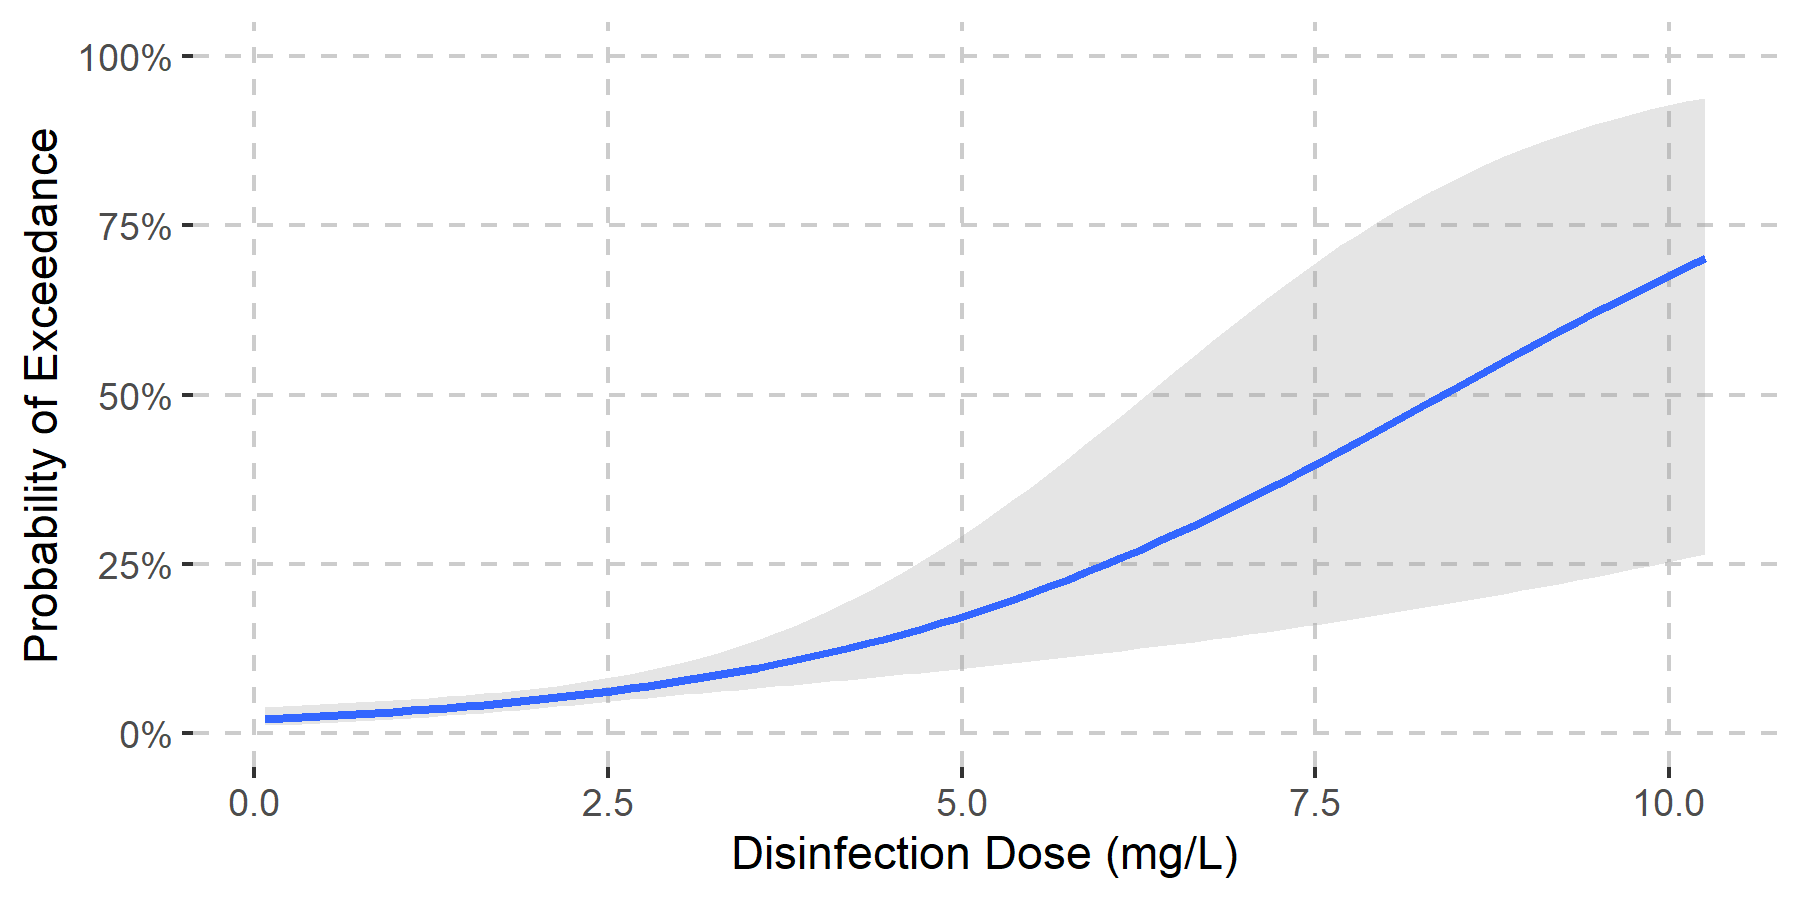 Probability of Exceedance
100%
75%
50%
25%
0%
0.0 2.5 5.0 7.5 10.0
Disinfection Dose (mg/L)